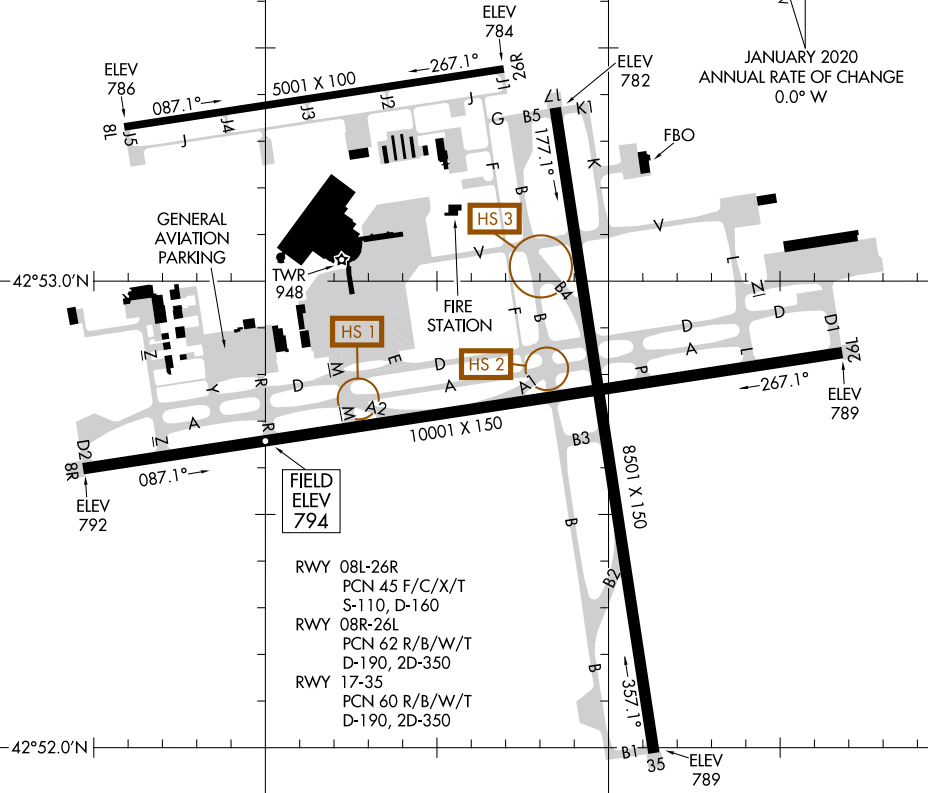 ELEV
784
JANUARY 2020
ANNUAL RATE OF CHANGE
0.0° W
ELEV
782
ELEV
786
267.1°
26R
5001 X 100
087.1°
J1
J
J2
J3
J4
J
J5
8L
G
B5
17
K1
177.1°
F
B
K
FBO
HS 3
V
V
GENERAL
AVIATION
PARKING
TWR
948
FIRE
STATION
L
42°53.0'N
B4
N
D
D1
HS 1
F
B
D
A
L
26L
Z
M
E
D
HS 2
A1
P
267.1°
ELEV
789
Y
R
D
A
M
A2
A
R
10001 X 150
Z
D2
8R
087.1°
B3
8501 X 150
ELEV
792
FIELD
ELEV
794
B
RWY 08L-26R
PCN 45 F/C/X/T
S-110, D-160
RWY 08R-26L
PCN 62 R/B/W/T
D-190, 2D-350
RWY 17-35
PCN 60 R/B/W/T
D-190, 2D-350
B2
B
357.1°
42°52.0'N
B1
35
ELEV
789